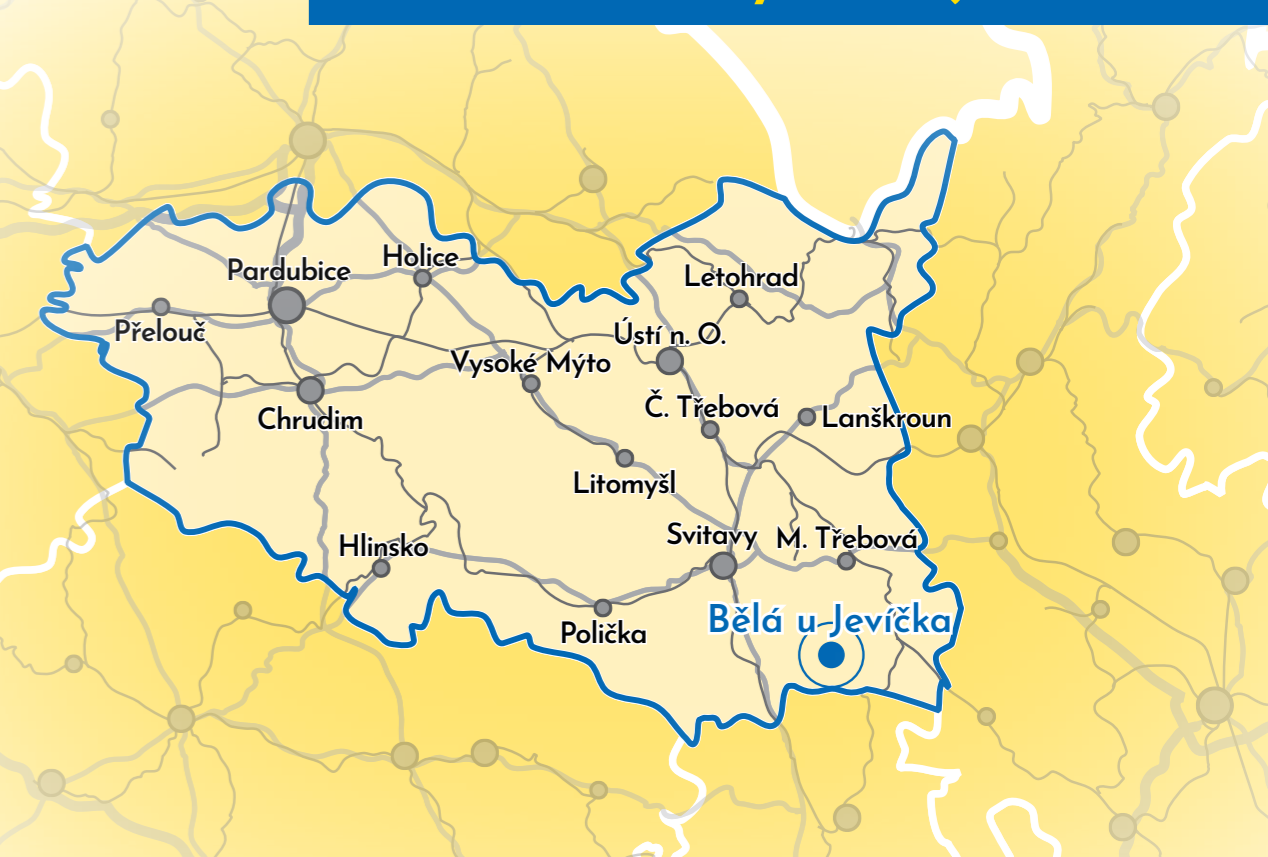 Holice
Pardubice
Letohrad
Přelouč
Ústí n. O.
Vysoké Mýto
Č. Třebová
Chrudim
Lanškroun
Litomyšl
Svitavy
M. Třebová
Hlinsko
Bělá u Jevíčka
Polička